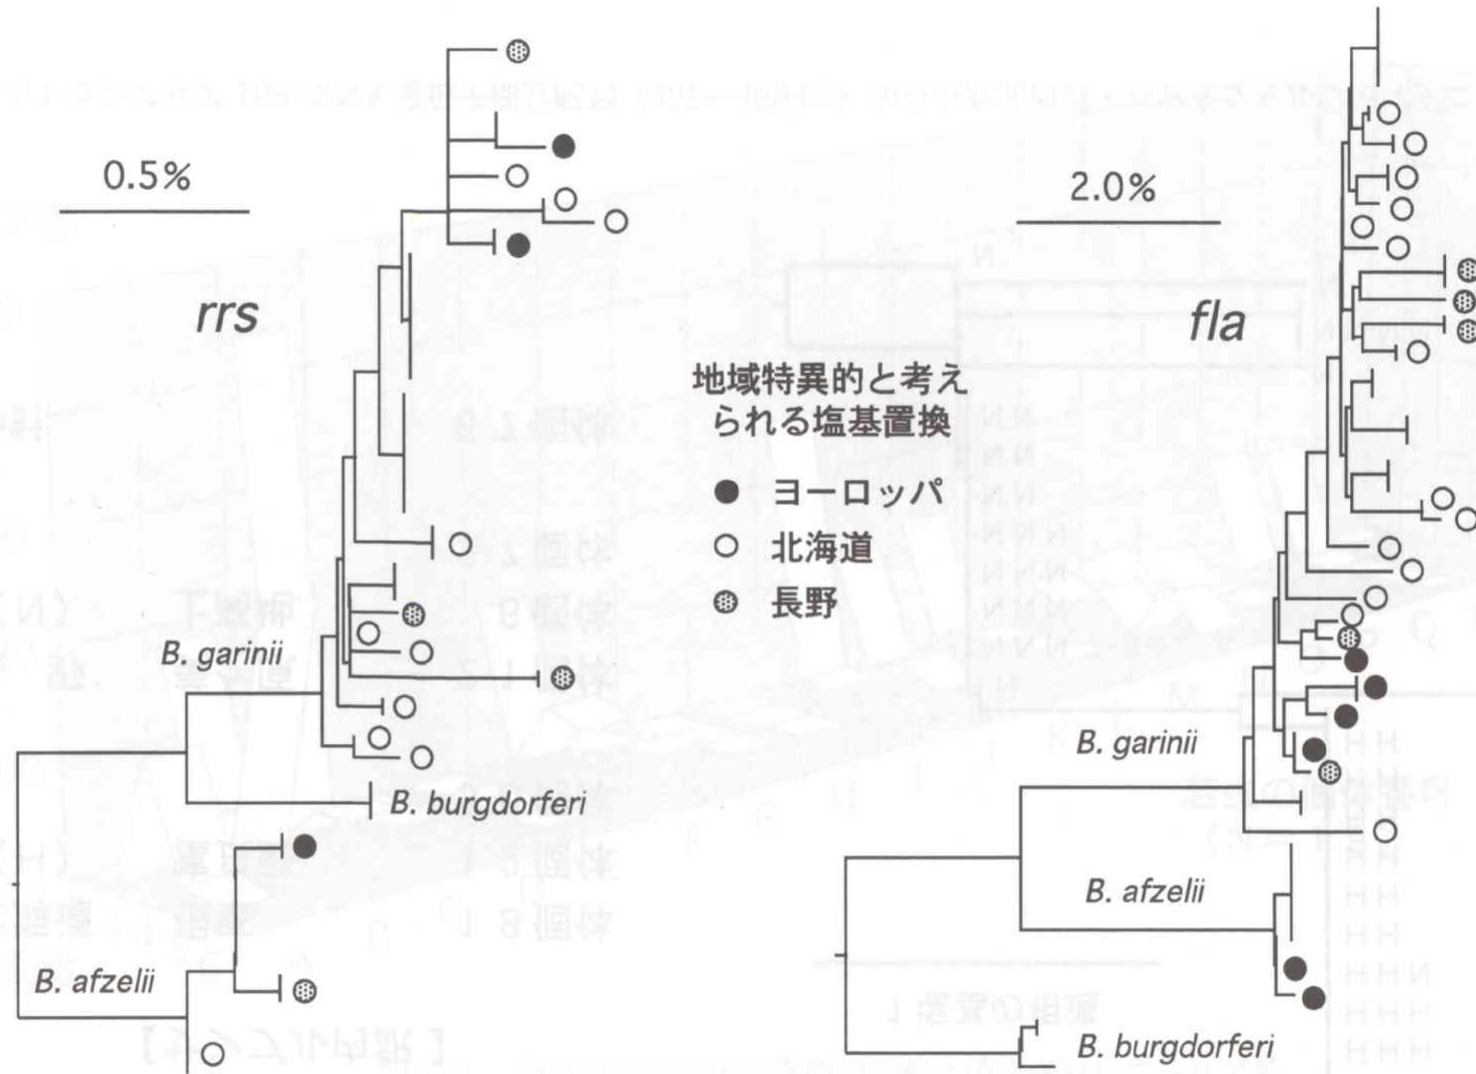 0.5%
rrs
B. garinii
B. burgdorferi
B. afzelii
地域特異的と考え
られる塩基置換
ヨーロッパ
北海道
長野
2.0%
fla
B. garinii
B. afzelii
B. burgdorferi